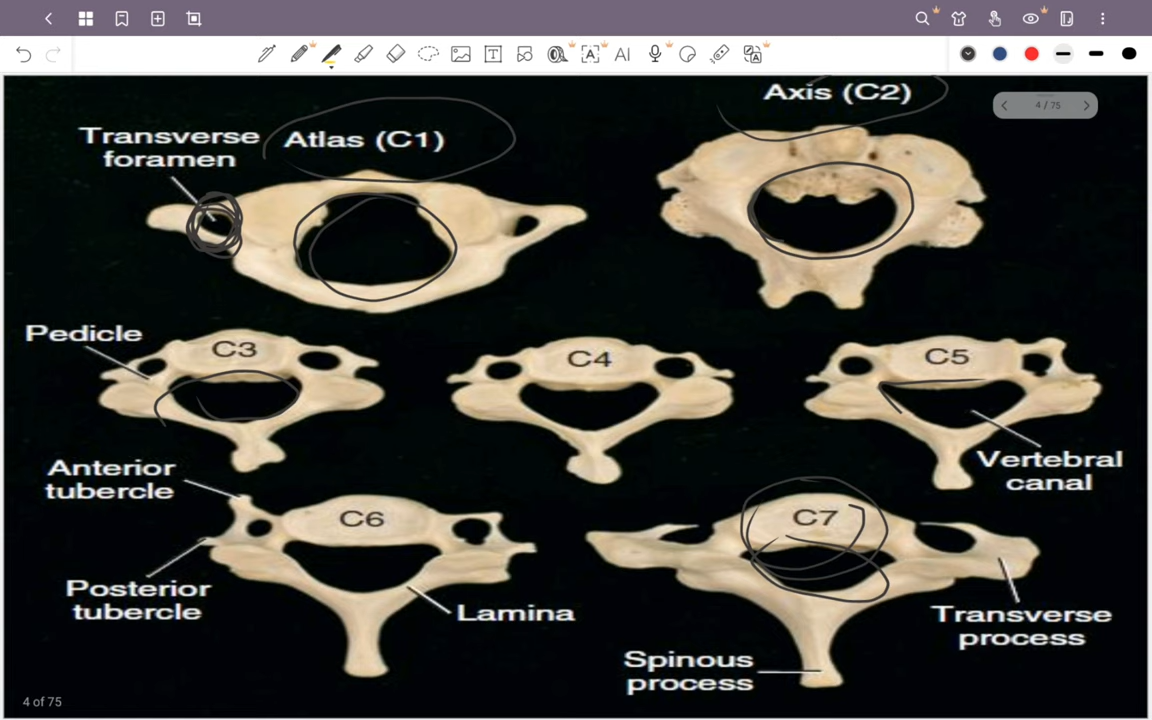 AI
Axis (C2)
4 / 75
Transverse
foramen
Atlas (C1)
Pedicle
C3
C4
C5
Anterior
tubercle
Vertebral
canal
C6
C7
Posterior
tubercle
Lamina
Transverse
process
Spinous
process
4 of 75